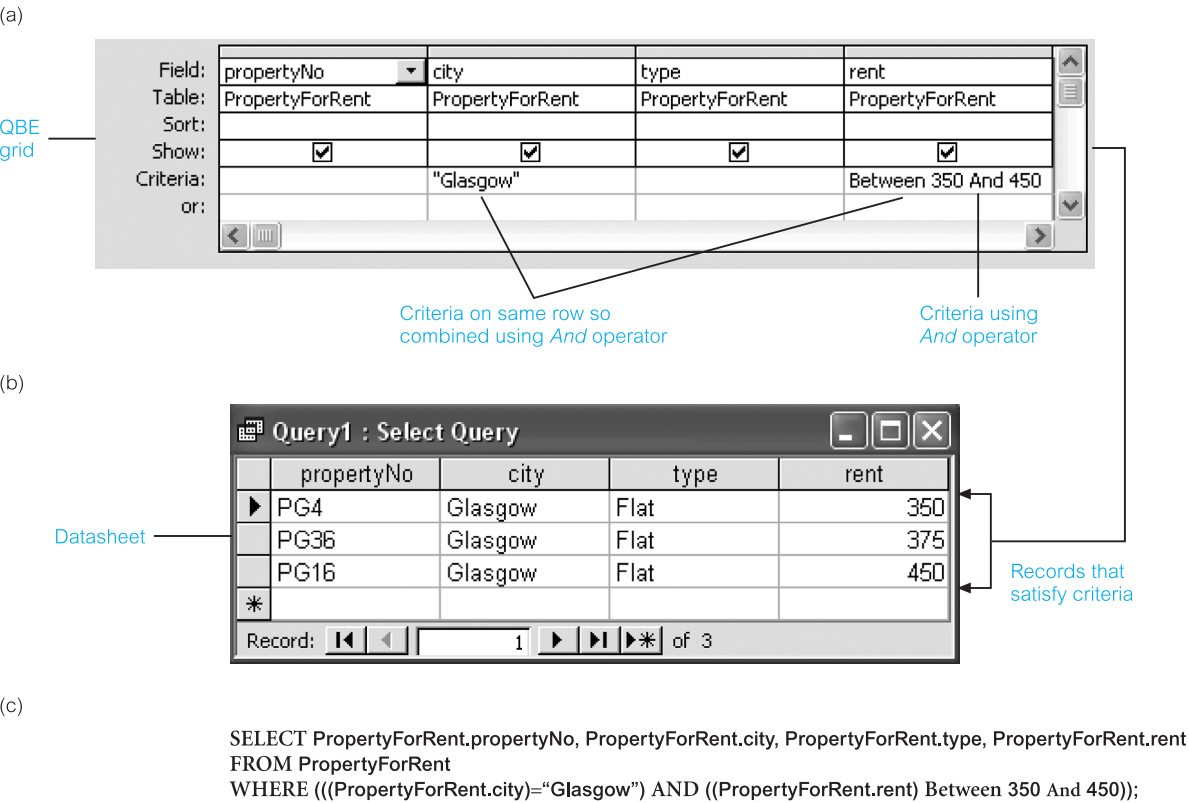 (a)
Field: propertyNo city type rent
Table: PropertyForRent PropertyForRent PropertyForRent PropertyForRent
Sort:
QBE grid
Show:
Criteria: "Glasgow" Between 350 And 450
or:
Criteria on same row so
combined using And operator
Criteria using
And operator
(b)
Query1 : Select Query
propertyNo city type rent
PG4 Glasgow Flat 350
PG36 Glasgow Flat 375
PG16 Glasgow Flat 450
Datasheet
Records that
satisfy criteria
Record: 1 of 3
(c)
SELECT PropertyForRent.propertyNo, PropertyForRent.city, PropertyForRent.type, PropertyForRent.rent
FROM PropertyForRent
WHERE (((PropertyForRent.city)=“Glasgow”) AND ((PropertyForRent.rent) Between 350 And 450));